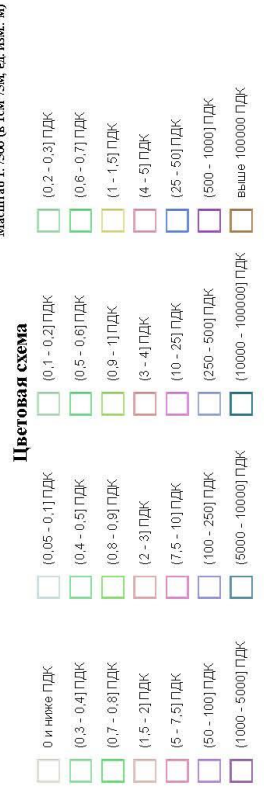 Масштаб 1:7500 (в 1см 75м, ед. изм.: м)
Цветовая схема
0 и ниже ПДК (0,05 - 0,1] ПДК (0,1 - 0,2] ПДК (0,2 - 0,3] ПДК
(0,3 - 0,4] ПДК (0,4 - 0,5] ПДК (0,5 - 0,6] ПДК (0,6 - 0,7] ПДК
(0,7 - 0,8] ПДК (0,8 - 0,9] ПДК (0,9 - 1] ПДК (1 - 1,5] ПДК
(1,5 - 2] ПДК (2 - 3] ПДК (3 - 4] ПДК (4 - 5] ПДК
(5 - 7,5] ПДК (7,5 - 10] ПДК (10 - 25] ПДК (25 - 50] ПДК
(50 - 100] ПДК (100 - 250] ПДК (250 - 500] ПДК (500 - 1000] ПДК
(1000 - 5000] ПДК (5000 - 10000] ПДК (10000 - 100000] ПДК выше 100000 ПДК